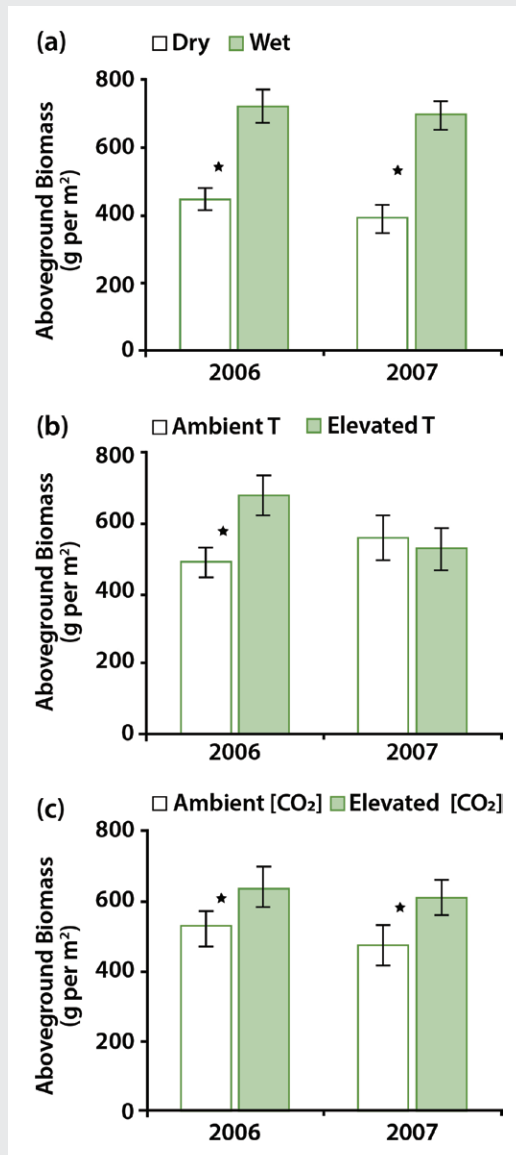 (a) Dry Wet
800
600
400
200
0
Aboveground Biomass
(g per m²)
2006 2007
(b) Ambient T Elevated T
800
600
400
200
0
Aboveground Biomass
(g per m²)
2006 2007
(c) Ambient [CO₂] Elevated [CO₂]
800
600
400
200
0
Aboveground Biomass
(g per m²)
2006 2007